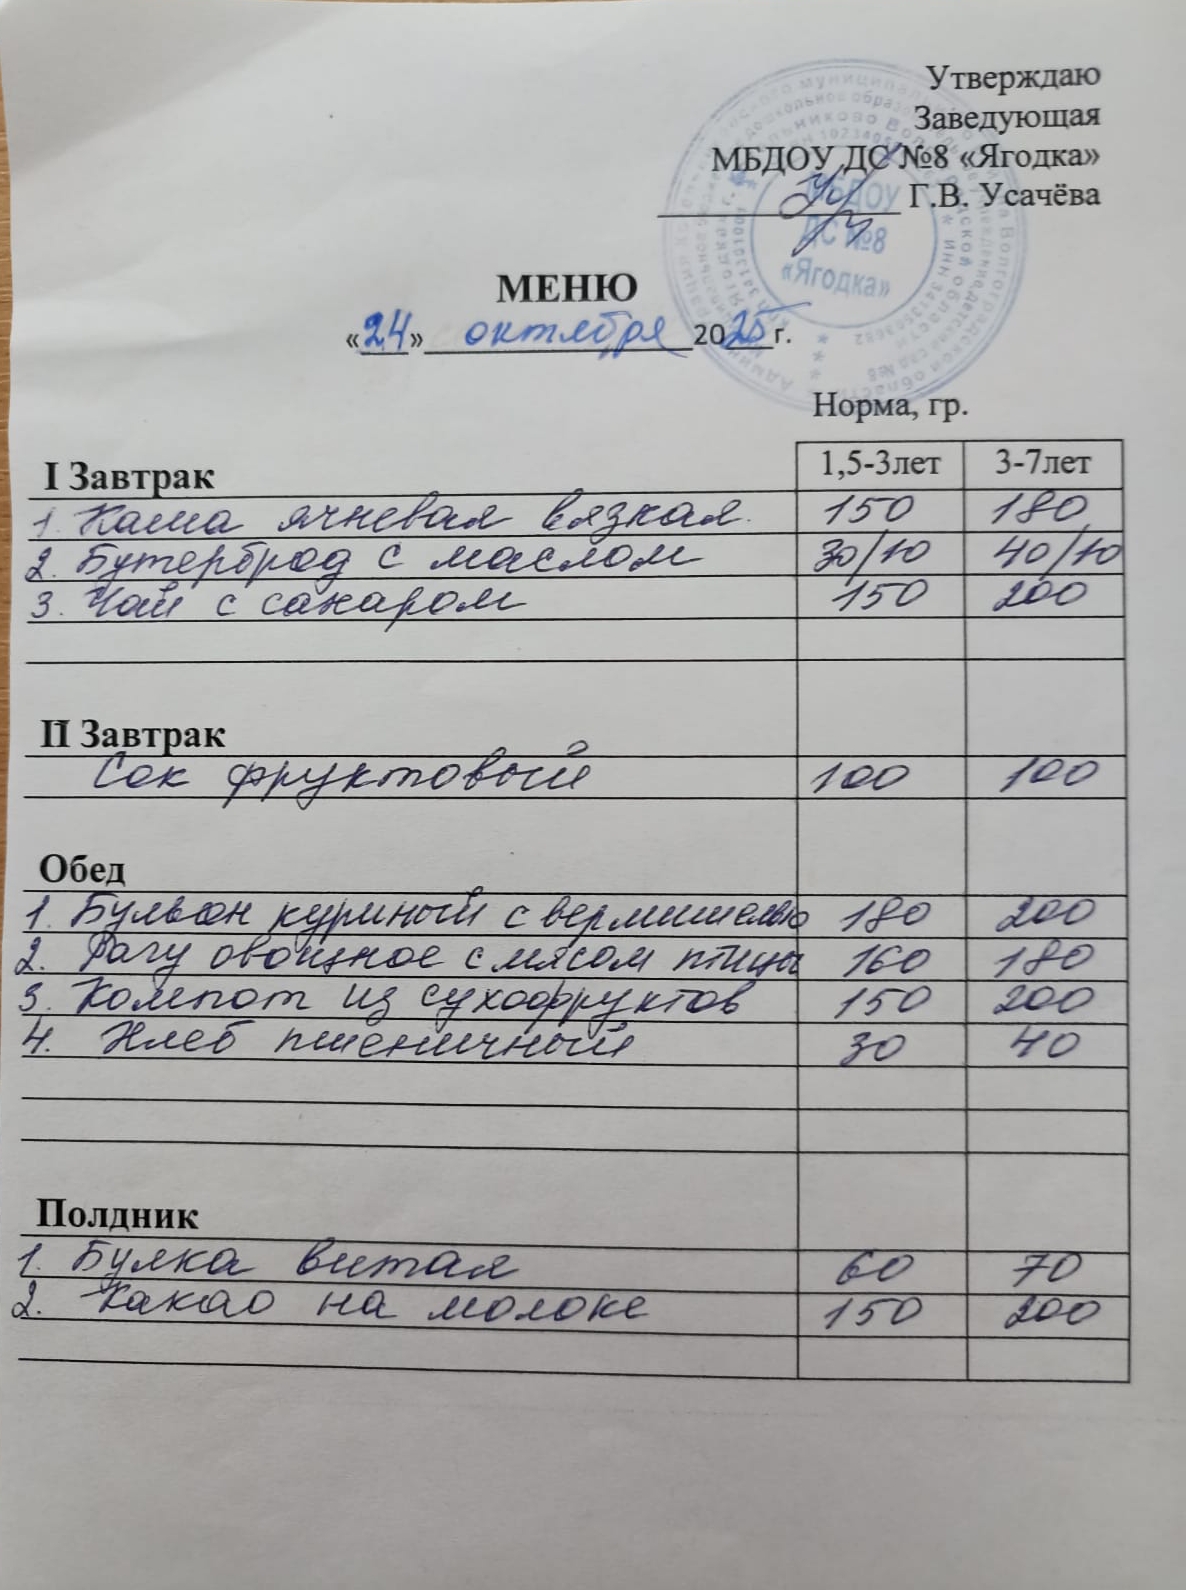 Утверждаю
Заведующая
МБДОУ ДС №8 «Ягодка»
Г.В. Усачёва
МБДОУ
ДС №8
«Ягодка»
МЕНЮ
«24» октября 2025 г.
Норма, гр.
I Завтрак 1,5-3лет 3-7лет
1. Каша ячневая вязкая 150 180
2. Бутерброд с маслом 30/10 40/10
3. Чай с сахаром 150 200
II Завтрак
Сок фруктовый 100 100
Обед
1. Бульон куриный с вермишелью 180 200
2. Рагу овощное с мясом птицы 160 180
3. Компот из сухофруктов 150 200
4. Хлеб пшеничный 30 40
Полдник
1. Булка витая 60 70
2. Какао на молоке 150 200